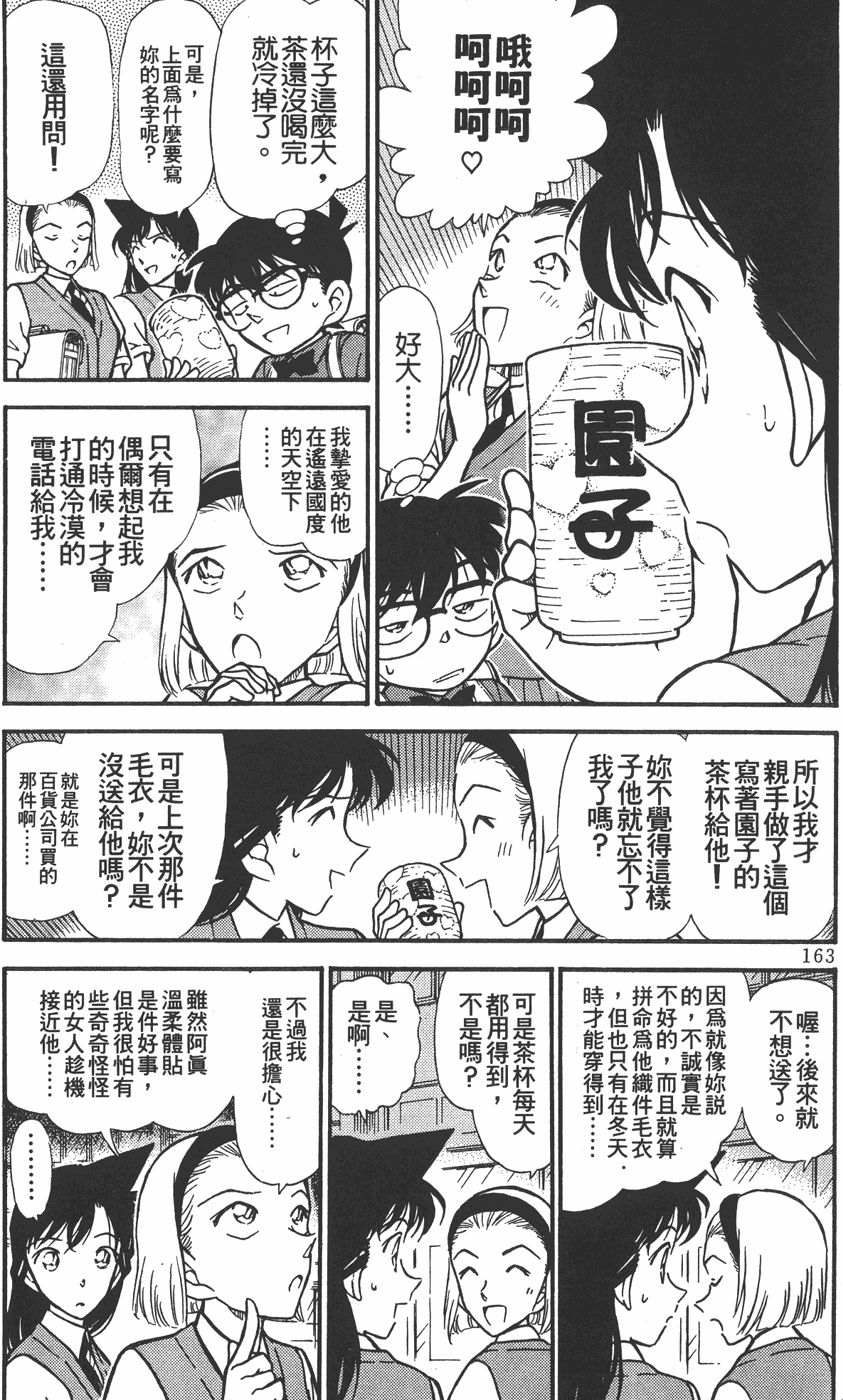 哦呵呵
呵呵呵♡
好大……
園子
杯子這麼大，
茶還沒喝完
就冷掉了。
可是，
上面爲什麼要寫
妳的名字呢？
這還用問！
我摯愛的他
在遙遠國度
的天空下
……
只有在
偶爾想起我
的時候，才會
打通冷漠的
電話給我……
所以我才
親手做了這個
寫著園子的
茶杯給他！
妳不覺得這樣
子他就忘不了
我了嗎？
園子
可是上次那件
毛衣，妳不是
沒送給他嗎？
就是妳在
百貨公司買的
那件啊……
163
喔…後來就
不想送了。
因爲就像妳說
的，不誠實是
不好的，而且就算
拼命爲他織件毛衣
，但也只有在冬天
時才能穿得到……
可是茶杯每天
都用得到，
不是嗎？
是、
是啊……
不過我
還是很擔心……
雖然阿眞
溫柔體貼
是件好事，
但我很怕有
些奇奇怪怪
的女人趁機
接近他……
……